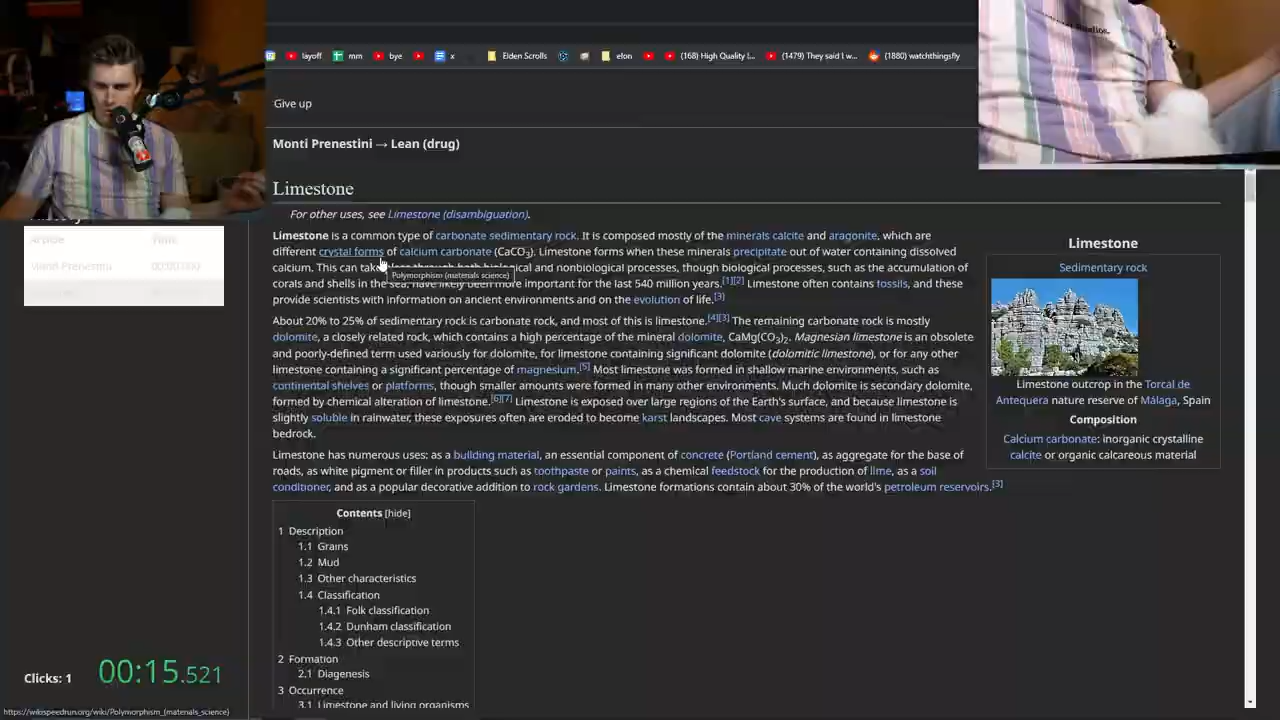 layoff
mm
bye
x
Elden Scrolls
elon
(168) High Quality I...
(1479) They said I w...
(1880) watchthingsfly
Give up
Monti Prenestini → Lean (drug)
Limestone
For other uses, see Limestone (disambiguation).
Limestone is a common type of carbonate sedimentary rock. It is composed mostly of the minerals calcite and aragonite, which are
different crystal forms of calcium carbonate (CaCO3). Limestone forms when these minerals precipitate out of water containing dissolved
calcium. This can take and nonbiological processes, though biological processes, such as the accumulation of
Polymorphism (materials science)
corals and shells in the sea, have likely been more important for the last 540 million years.[1][2] Limestone often contains fossils, and these
provide scientists with information on ancient environments and on the evolution of life.[3]
About 20% to 25% of sedimentary rock is carbonate rock, and most of this is limestone.[4][3] The remaining carbonate rock is mostly
dolomite, a closely related rock, which contains a high percentage of the mineral dolomite, CaMg(CO3)2. Magnesian limestone is an obsolete
and poorly-defined term used variously for dolomite, for limestone containing significant dolomite (dolomitic limestone), or for any other
limestone containing a significant percentage of magnesium.[5] Most limestone was formed in shallow marine environments, such as
continental shelves or platforms, though smaller amounts were formed in many other environments. Much dolomite is secondary dolomite,
formed by chemical alteration of limestone.[6][7] Limestone is exposed over large regions of the Earth's surface, and because limestone is
slightly soluble in rainwater, these exposures often are eroded to become karst landscapes. Most cave systems are found in limestone
bedrock.
Limestone has numerous uses: as a building material, an essential component of concrete (Portland cement), as aggregate for the base of
roads, as white pigment or filler in products such as toothpaste or paints, as a chemical feedstock for the production of lime, as a soil
conditioner, and as a popular decorative addition to rock gardens. Limestone formations contain about 30% of the world's petroleum reservoirs.[3]
Limestone
Sedimentary rock
Limestone outcrop in the Torcal de
Antequera nature reserve of Málaga, Spain
Composition
Calcium carbonate: inorganic crystalline
calcite or organic calcareous material
Contents [hide]
1 Description
1.1 Grains
1.2 Mud
1.3 Other characteristics
1.4 Classification
1.4.1 Folk classification
1.4.2 Dunham classification
1.4.3 Other descriptive terms
2 Formation
2.1 Diagenesis
3 Occurrence
3.1 Limestone and living organisms
Article Time
Monti Prenestini 00:00.000
Clicks: 1
00:15.521
https://wikispeedrun.org/wiki/Polymorphism_(materials_science)